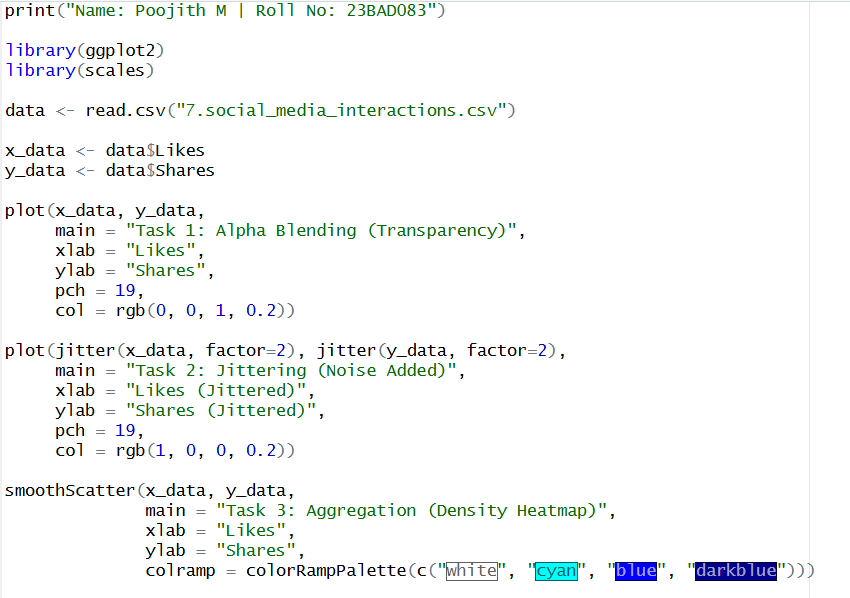 print("Name: Poojith M | Roll No: 23BAD083")
library(ggplot2)
library(scales)
data <- read.csv("7.social_media_interactions.csv")
x_data <- data$Likes
y_data <- data$Shares
plot(x_data, y_data,
     main = "Task 1: Alpha Blending (Transparency)",
     xlab = "Likes",
     ylab = "Shares",
     pch = 19,
     col = rgb(0, 0, 1, 0.2))
plot(jitter(x_data, factor=2), jitter(y_data, factor=2),
     main = "Task 2: Jittering (Noise Added)",
     xlab = "Likes (Jittered)",
     ylab = "Shares (Jittered)",
     pch = 19,
     col = rgb(1, 0, 0, 0.2))
smoothScatter(x_data, y_data,
              main = "Task 3: Aggregation (Density Heatmap)",
              xlab = "Likes",
              ylab = "Shares",
              colramp = colorRampPalette(c("white", "cyan", "blue", "darkblue")))